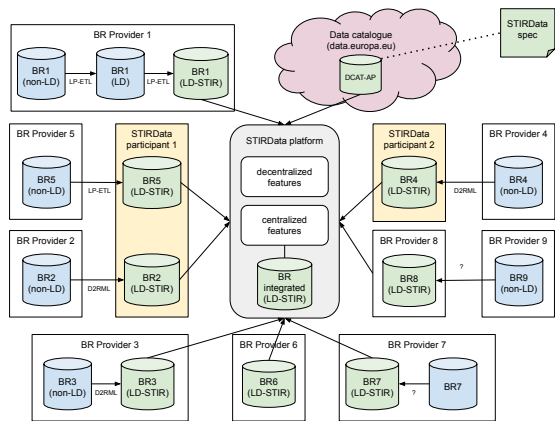 BR Provider 1
BR1
(non-LD)
LP-ETL
BR1
(LD)
LP-ETL
BR1
(LD-STIR)
Data catalogue
(data.europa.eu)
DCAT-AP
STIRData
spec
BR Provider 5
BR5
(non-LD)
LP-ETL
STIRData
participant 1
BR5
(LD-STIR)
BR Provider 2
BR2
(non-LD)
D2RML
BR2
(LD-STIR)
STIRData platform
decentralized
features
centralized
features
BR
integrated
(LD-STIR)
STIRData
participant 2
BR4
(LD-STIR)
D2RML
BR Provider 4
BR4
(non-LD)
BR Provider 8
BR8
(LD-STIR)
?
BR Provider 9
BR9
(non-LD)
BR Provider 3
BR3
(non-LD)
D2RML
BR3
(LD-STIR)
BR Provider 6
BR6
(LD-STIR)
BR Provider 7
BR7
(LD-STIR)
?
BR7